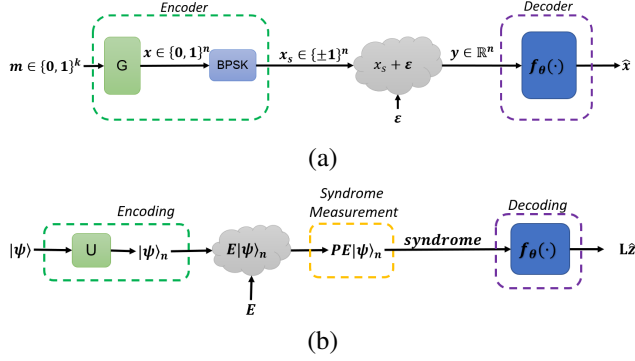 Encoder
Decoder
m ∈ {0, 1}^k
G
x ∈ {0, 1}^n
BPSK
x_s ∈ {±1}^n
x_s + ε
y ∈ ℝ^n
f_θ(·)
x̂
ε
(a)
Encoding
Syndrome
Measurement
Decoding
|ψ⟩
U
|ψ⟩_n
E|ψ⟩_n
PE|ψ⟩_n
syndrome
f_θ(·)
Lẑ
E
(b)